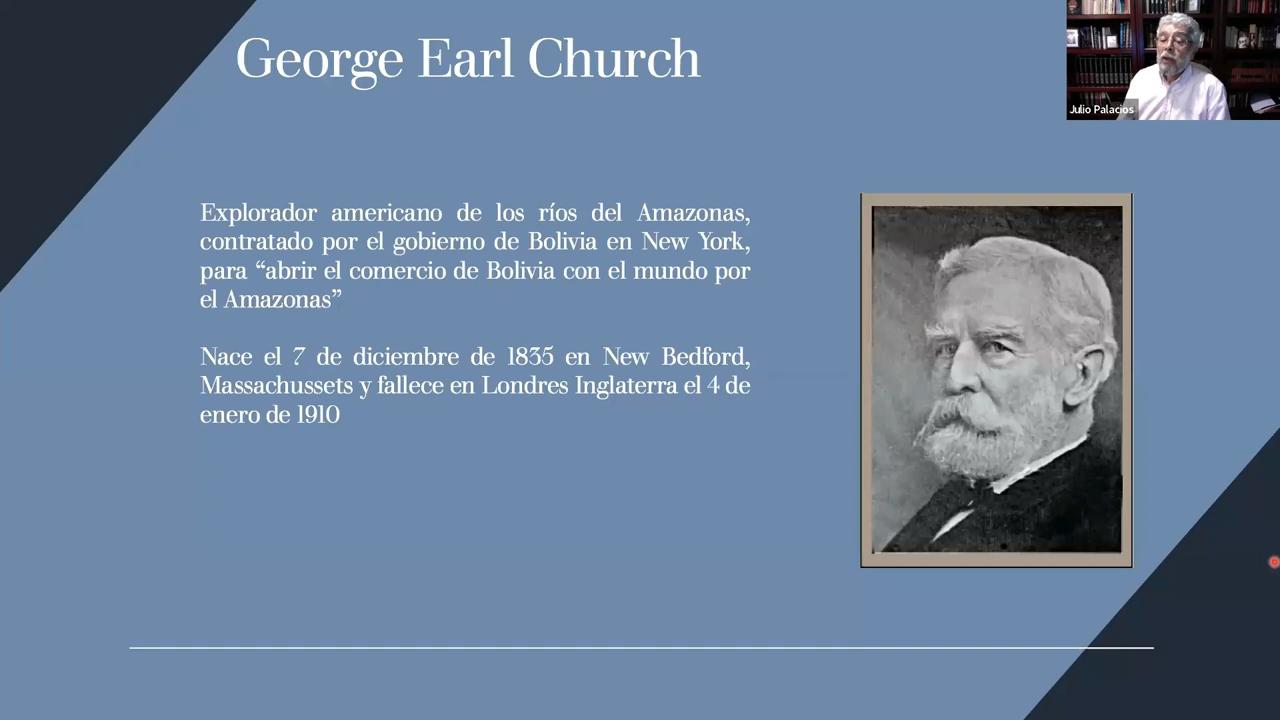 George Earl Church
Julio Palacios
Explorador americano de los ríos del Amazonas,
contratado por el gobierno de Bolivia en New York,
para “abrir el comercio de Bolivia con el mundo por
el Amazonas”
Nace el 7 de diciembre de 1835 en New Bedford,
Massachussets y fallece en Londres Inglaterra el 4 de
enero de 1910